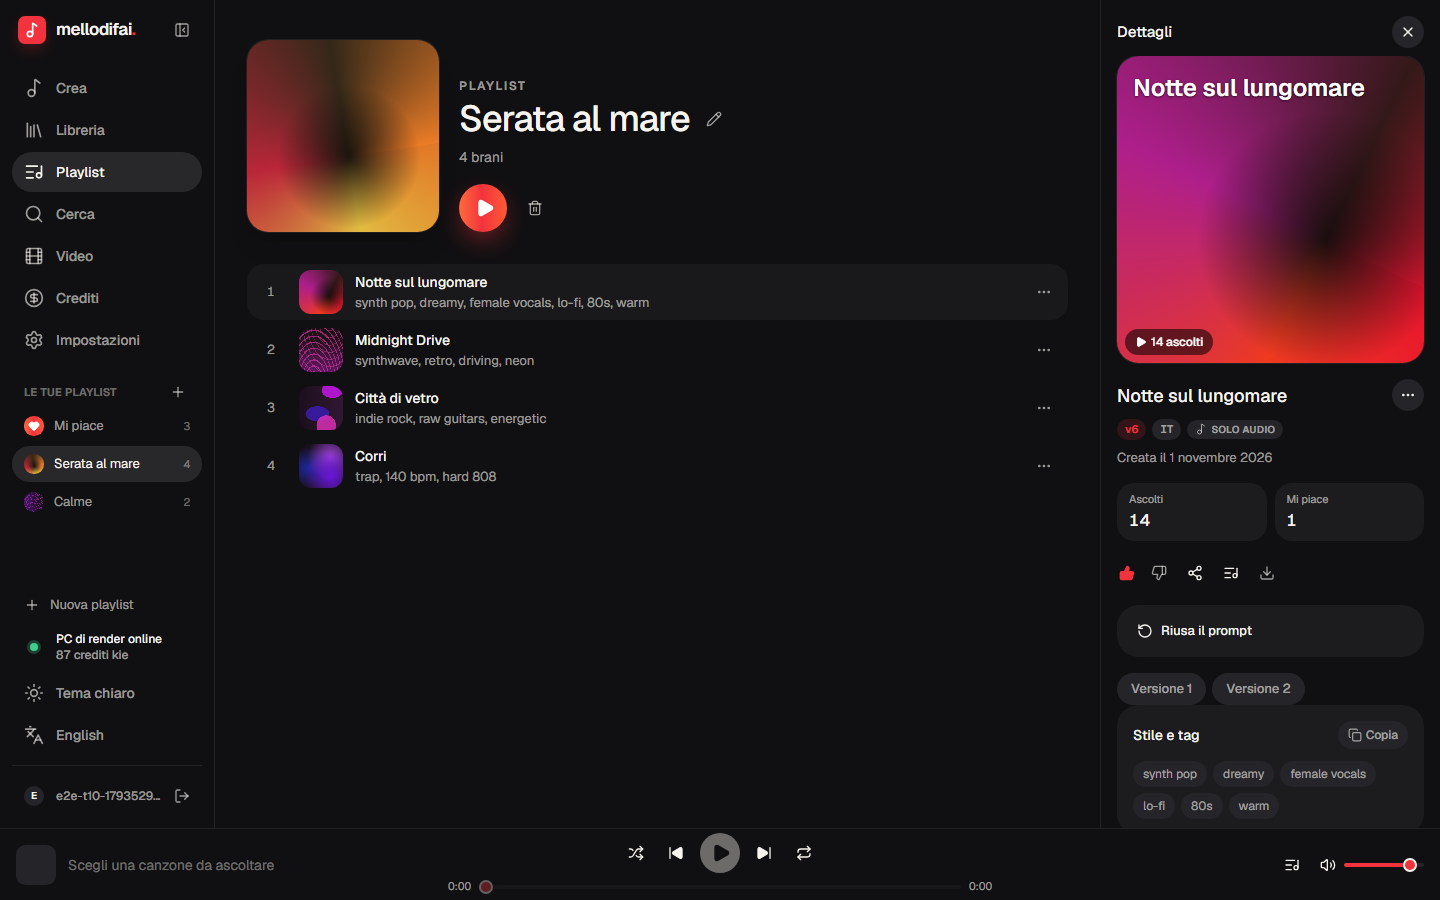 mellodifai.
Crea
Libreria
Playlist
Cerca
Video
Crediti
Impostazioni
LE TUE PLAYLIST
Mi piace 3
Serata al mare 4
Calme 2
Nuova playlist
PC di render online
87 crediti kie
Tema chiaro
English
E e2e-t10-1793529...
PLAYLIST
Serata al mare
4 brani
1 Notte sul lungomare
synth pop, dreamy, female vocals, lo-fi, 80s, warm
2 Midnight Drive
synthwave, retro, driving, neon
3 Città di vetro
indie rock, raw guitars, energetic
4 Corri
trap, 140 bpm, hard 808
Dettagli
Notte sul lungomare
14 ascolti
Notte sul lungomare
v6 IT SOLO AUDIO
Creata il 1 novembre 2026
Ascolti
14
Mi piace
1
Riusa il prompt
Versione 1 Versione 2
Stile e tag Copia
synth pop dreamy female vocals
lo-fi 80s warm
Scegli una canzone da ascoltare
0:00 0:00